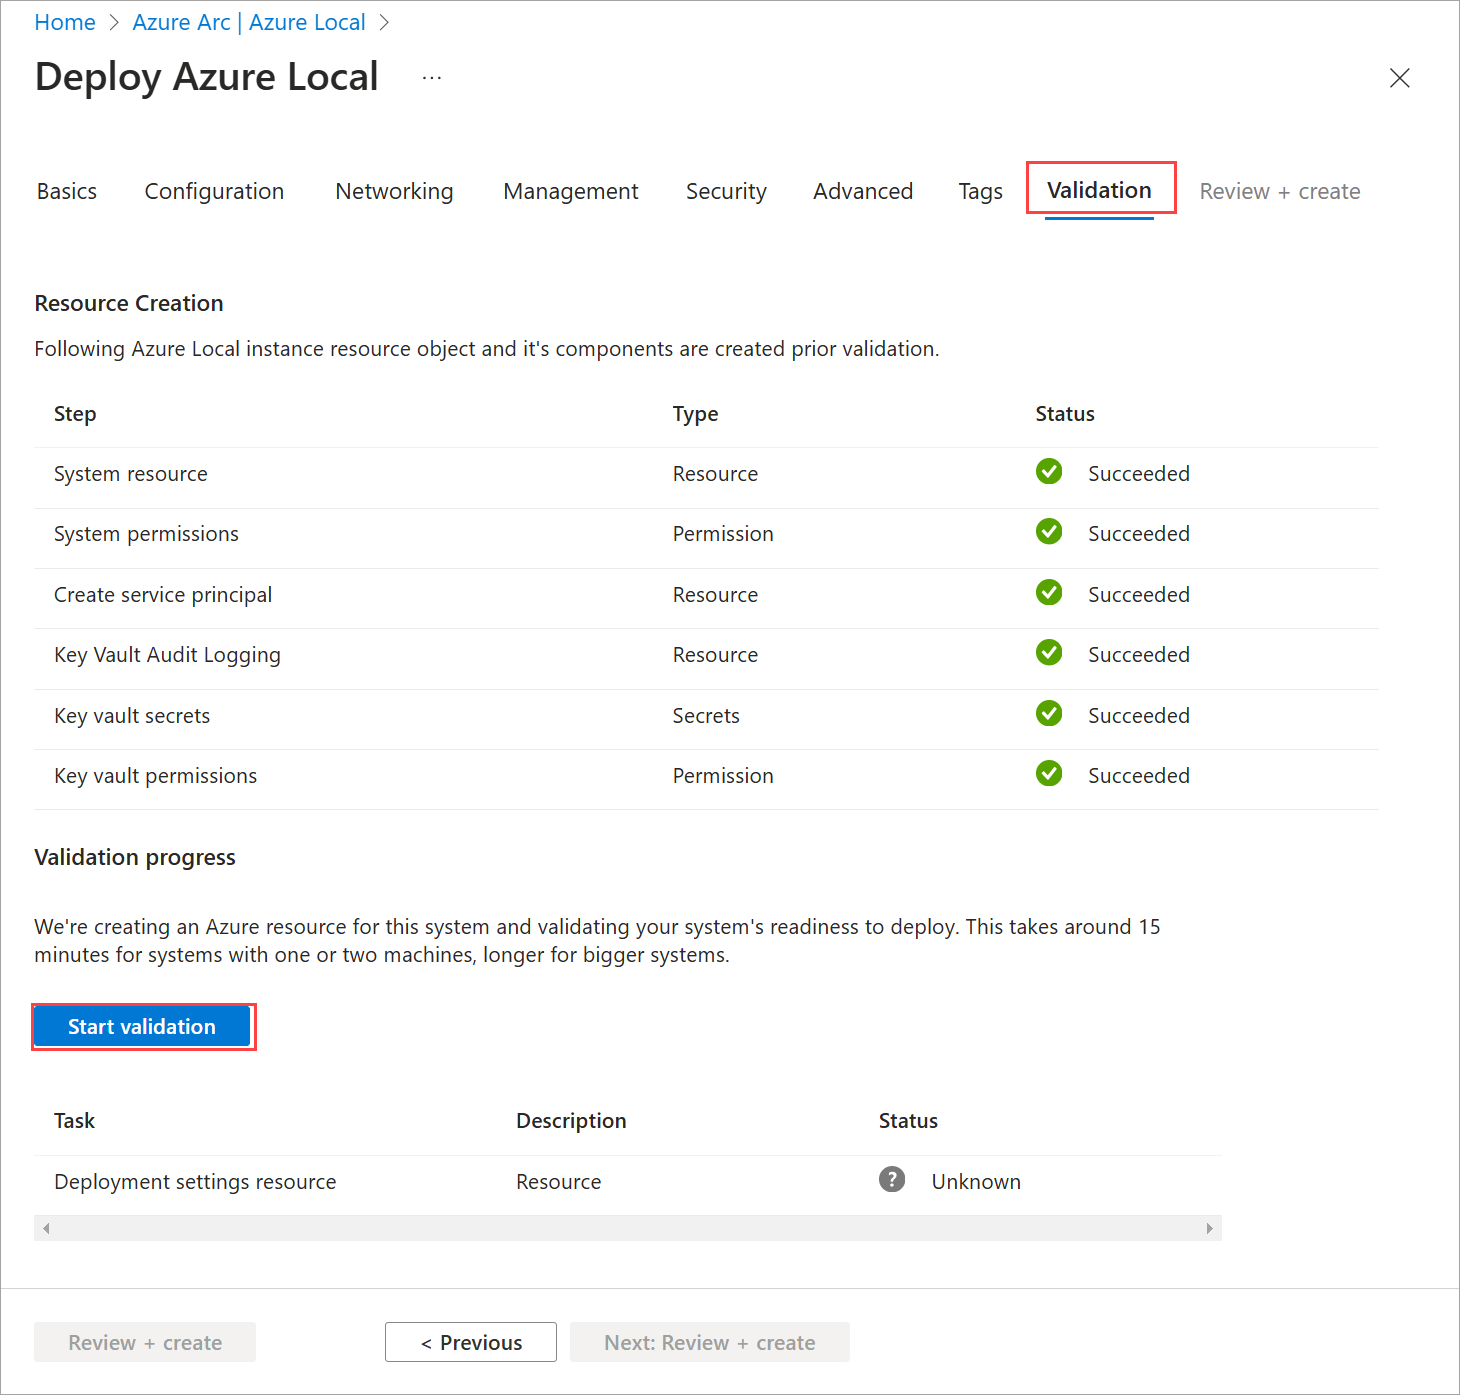 Home > Azure Arc | Azure Local >
Deploy Azure Local ...
Basics Configuration Networking Management Security Advanced Tags Validation Review + create
Resource Creation
Following Azure Local instance resource object and it's components are created prior validation.
Step Type Status
System resource Resource Succeeded
System permissions Permission Succeeded
Create service principal Resource Succeeded
Key Vault Audit Logging Resource Succeeded
Key vault secrets Secrets Succeeded
Key vault permissions Permission Succeeded
Validation progress
We're creating an Azure resource for this system and validating your system's readiness to deploy. This takes around 15
minutes for systems with one or two machines, longer for bigger systems.
Start validation
Task Description Status
Deployment settings resource Resource ? Unknown
Review + create < Previous Next: Review + create